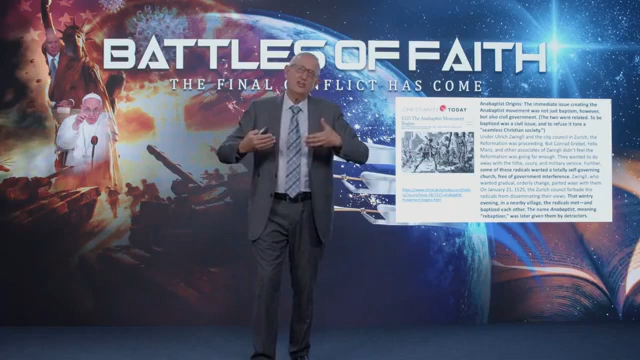 BATTLES OF FAITH
THE FINAL CONFLICT HAS COME
TODAY
1525 The Anabaptist Movement
Begins
Anabaptist Origins: The immediate issue creating the
Anabaptist movement was not just baptism, however,
but also civil government. (The two were related. To be
baptised was a civil issue, and to refuse it tore a
"seamless Christian society.")
Under Ulrich Zwingli and the city council in Zurich, the
Reformation was proceeding. But Conrad Grebel, Felix
Manz, and other associates of Zwingli didn't feel the
Reformation was going far enough. They wanted to do
away with the tithe, usury, and military service. Further,
some of these radicals wanted a totally self-governing
church, free of government interference. Zwingli, who
wanted gradual, orderly change, parted ways with them.
On January 21, 1525, the Zurich council forbade the
radicals from disseminating their views. That wintry
evening, in a nearby village, the radicals met—and
baptized each other. The name Anabaptist, meaning
"rebaptizer," was later given them by detractors